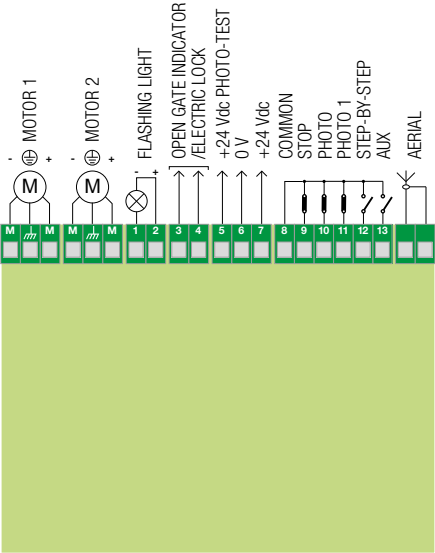 MOTOR 1
MOTOR 2
FLASHING LIGHT
OPEN GATE INDICATOR
/ELECTRIC LOCK
+24 Vdc PHOTO-TEST
0 V
+24 Vdc
COMMON
STOP
PHOTO
PHOTO 1
STEP-BY-STEP
AUX
AERIAL
- +
- +
- +
M
M
M M M M 1 2 3 4 5 6 7 8 9 10 11 12 13